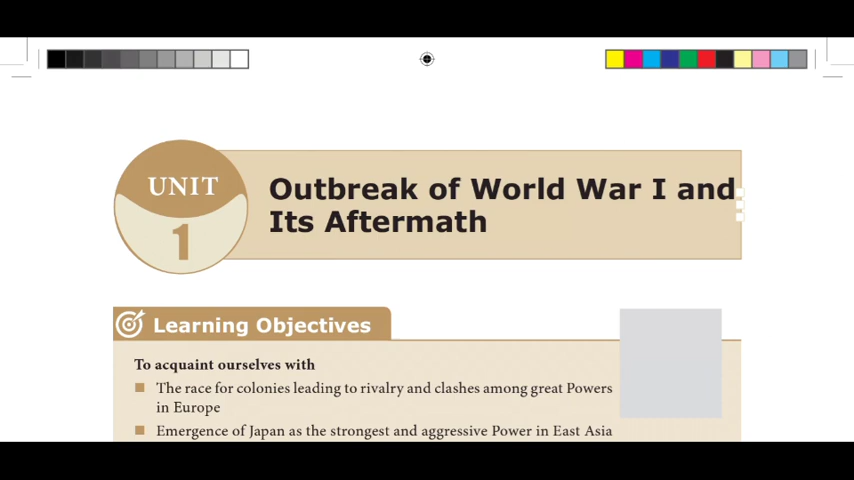 UNIT
1
Outbreak of World War I and
Its Aftermath
Learning Objectives
To acquaint ourselves with
The race for colonies leading to rivalry and clashes among great Powers
in Europe
Emergence of Japan as the strongest and aggressive Power in East Asia